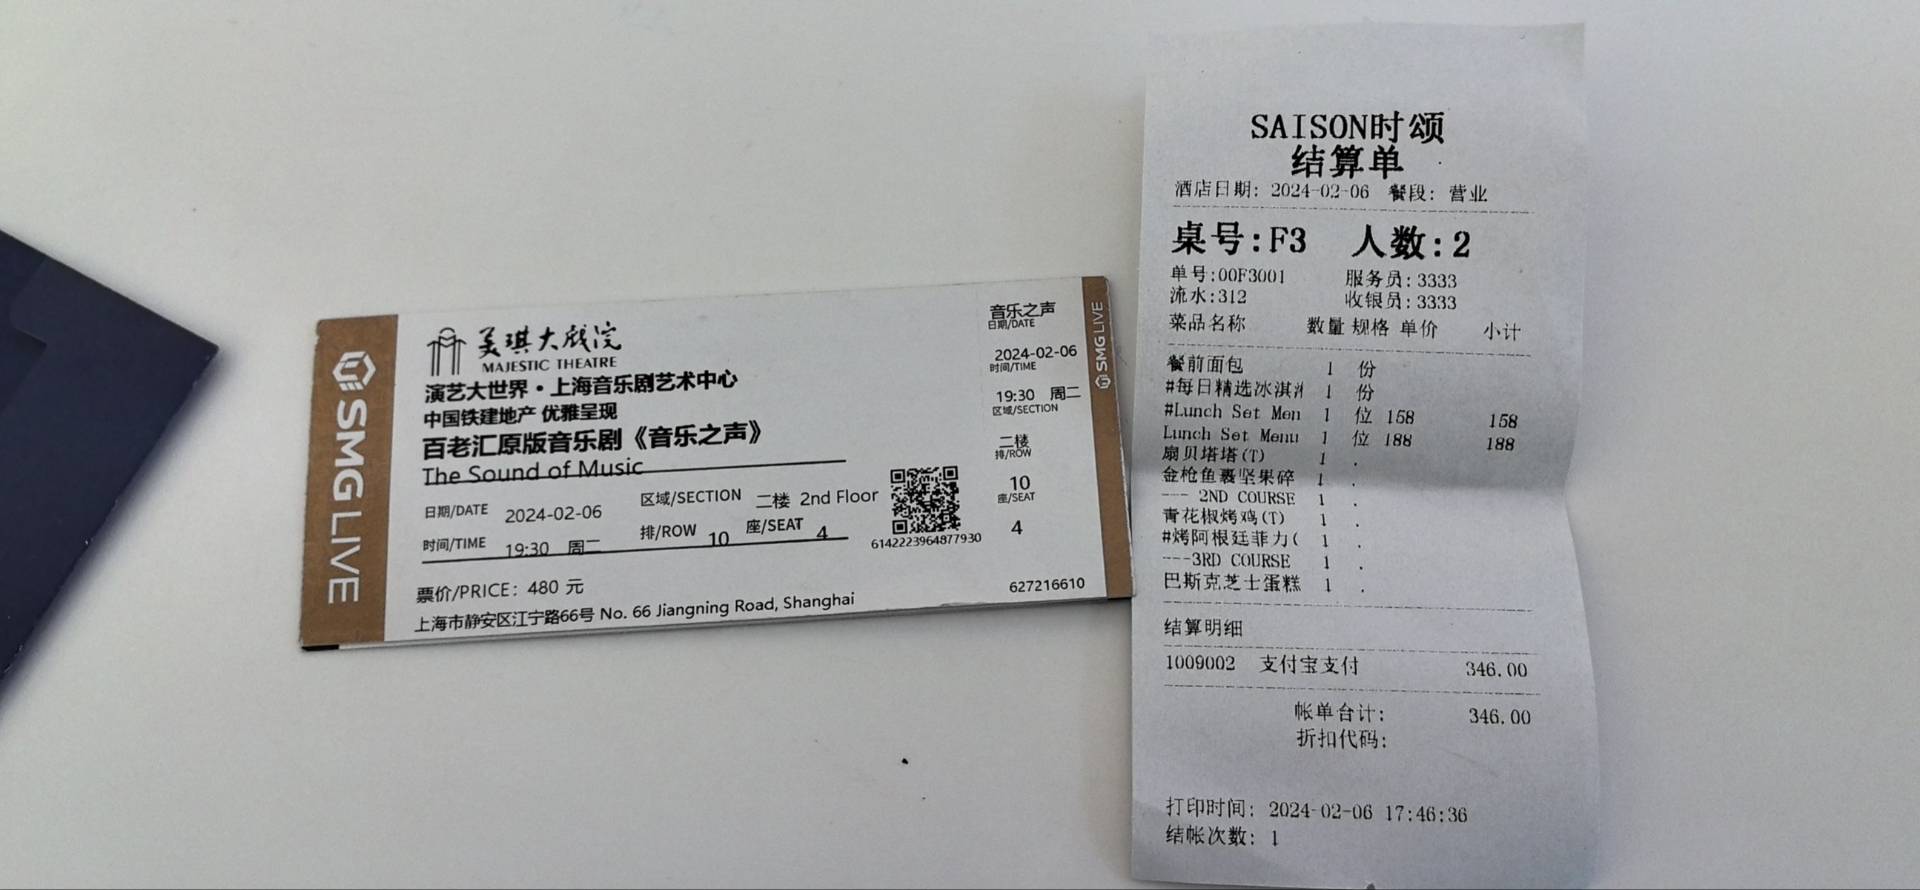 SMG LIVE
美琪大戏院
MAJESTIC THEATRE
演艺大世界·上海音乐剧艺术中心
中国铁建地产 优雅呈现
百老汇原版音乐剧《音乐之声》
The Sound of Music
日期/DATE 2024-02-06 区域/SECTION 二楼 2nd Floor
时间/TIME 19:30 周二 排/ROW 10 座/SEAT 4
6142223964877930
票价/PRICE：480 元
上海市静安区江宁路66号 No. 66 Jiangning Road, Shanghai
音乐之声
日期/DATE
2024-02-06
时间/TIME
19:30 周二
区域/SECTION
二楼
排/ROW
10
座/SEAT
4
627216610
SMG LIVE
SAISON时颂
结算单
酒店日期: 2024-02-06 餐段: 营业
桌号:F3 人数:2
单号:00F3001 服务员:3333
流水:312 收银员:3333
菜品名称 数量 规格 单价 小计
餐前面包 1 份
#每日精选冰淇 1 份
#Lunch Set Men 1 位 158 158
Lunch Set Menu 1 位 188 188
扇贝塔塔(T) 1 .
金枪鱼裹坚果碎 1 .
--- 2ND COURSE 1 .
青花椒烤鸡(T) 1 .
#烤阿根廷菲力( 1 .
---3RD COURSE 1 .
巴斯克芝士蛋糕 1 .
结算明细
1009002 支付宝支付 346.00
帐单合计: 346.00
折扣代码:
打印时间: 2024-02-06 17:46:36
结帐次数: 1